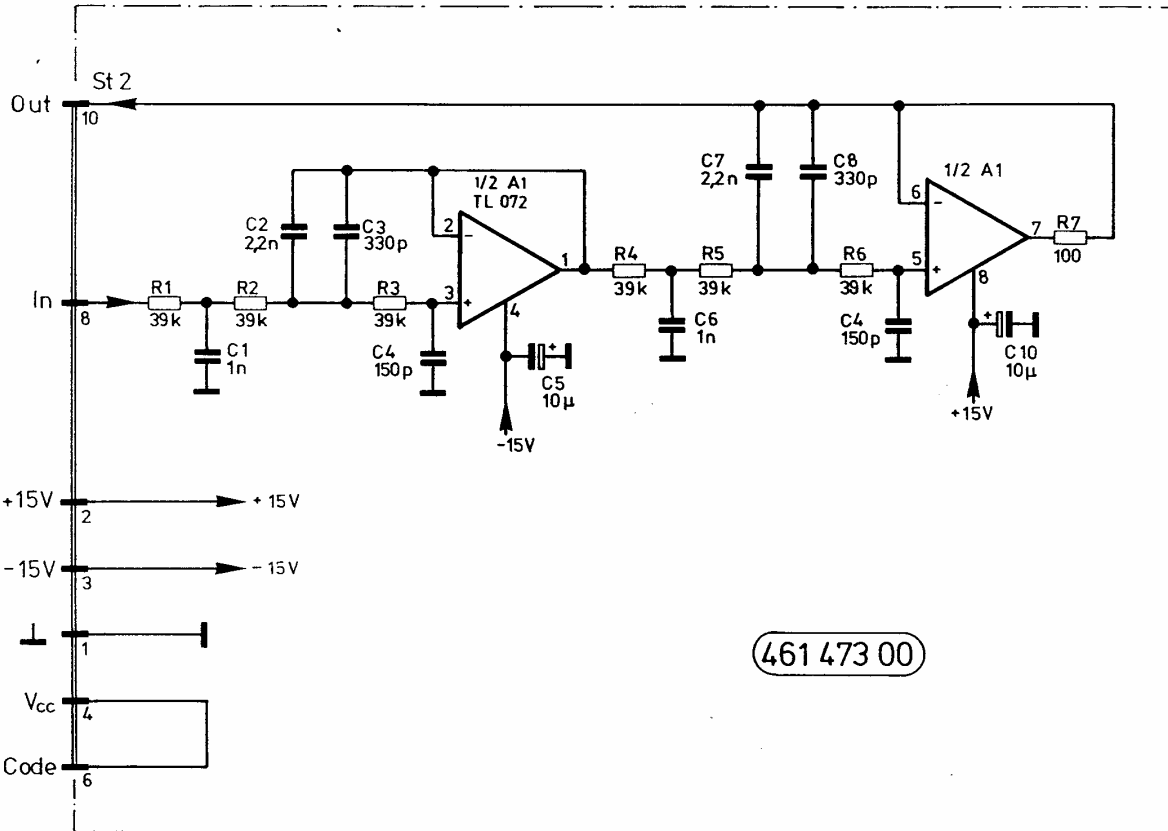 St 2
Out
10
C7
2,2n
C8
330p
1/2 A1
6
-
7
R7
100
5
+
8
1/2 A1
TL 072
C2
2,2n
C3
330p
2
-
1
3
+
4
R4
39k
R5
39k
R6
39k
In
8
R1
39k
R2
39k
R3
39k
C1
1n
C4
150p
C6
1n
C4
150p
+
C5
10µ
-15V
+
C10
10µ
+15V
+15V
2
+ 15V
-15V
3
- 15V
1
Vcc
4
Code
6
461 473 00